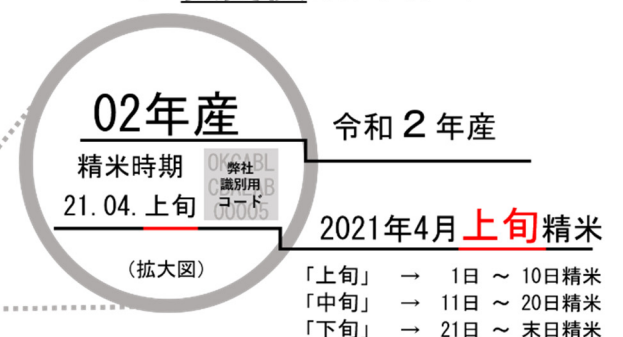 02年産
令和2年産
精米時期
21.04.上旬
弊社
識別用
コード
00005
2021年4月上旬精米
(拡大図)
「上旬」 → 1日 ~ 10日精米
「中旬」 → 11日 ~ 20日精米
「下旬」 → 21日 ~ 末日精米